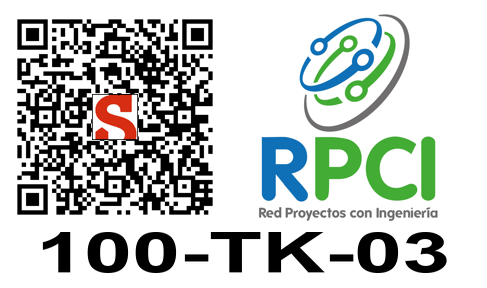 S
RPCI
Red Proyectos con Ingeniería
100-TK-03